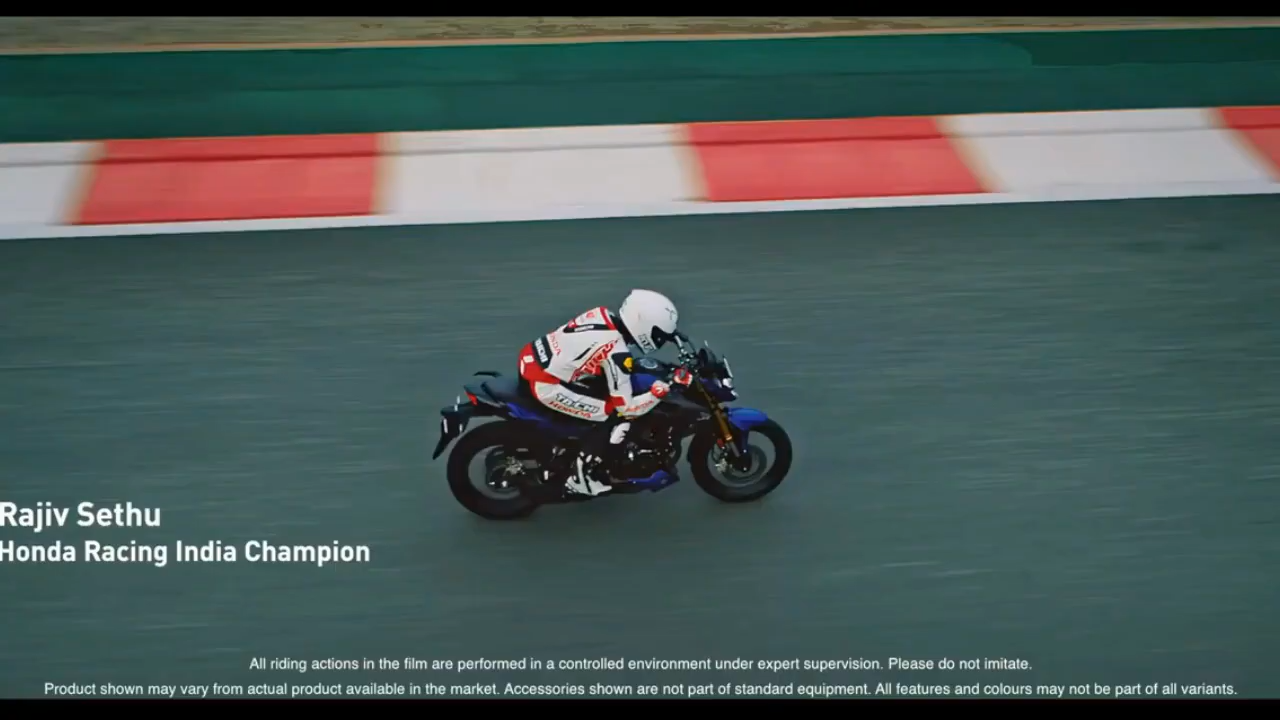 Rajiv Sethu
Honda Racing India Champion
All riding actions in the film are performed in a controlled environment under expert supervision. Please do not imitate.
Product shown may vary from actual product available in the market. Accessories shown are not part of standard equipment. All features and colours may not be part of all variants.